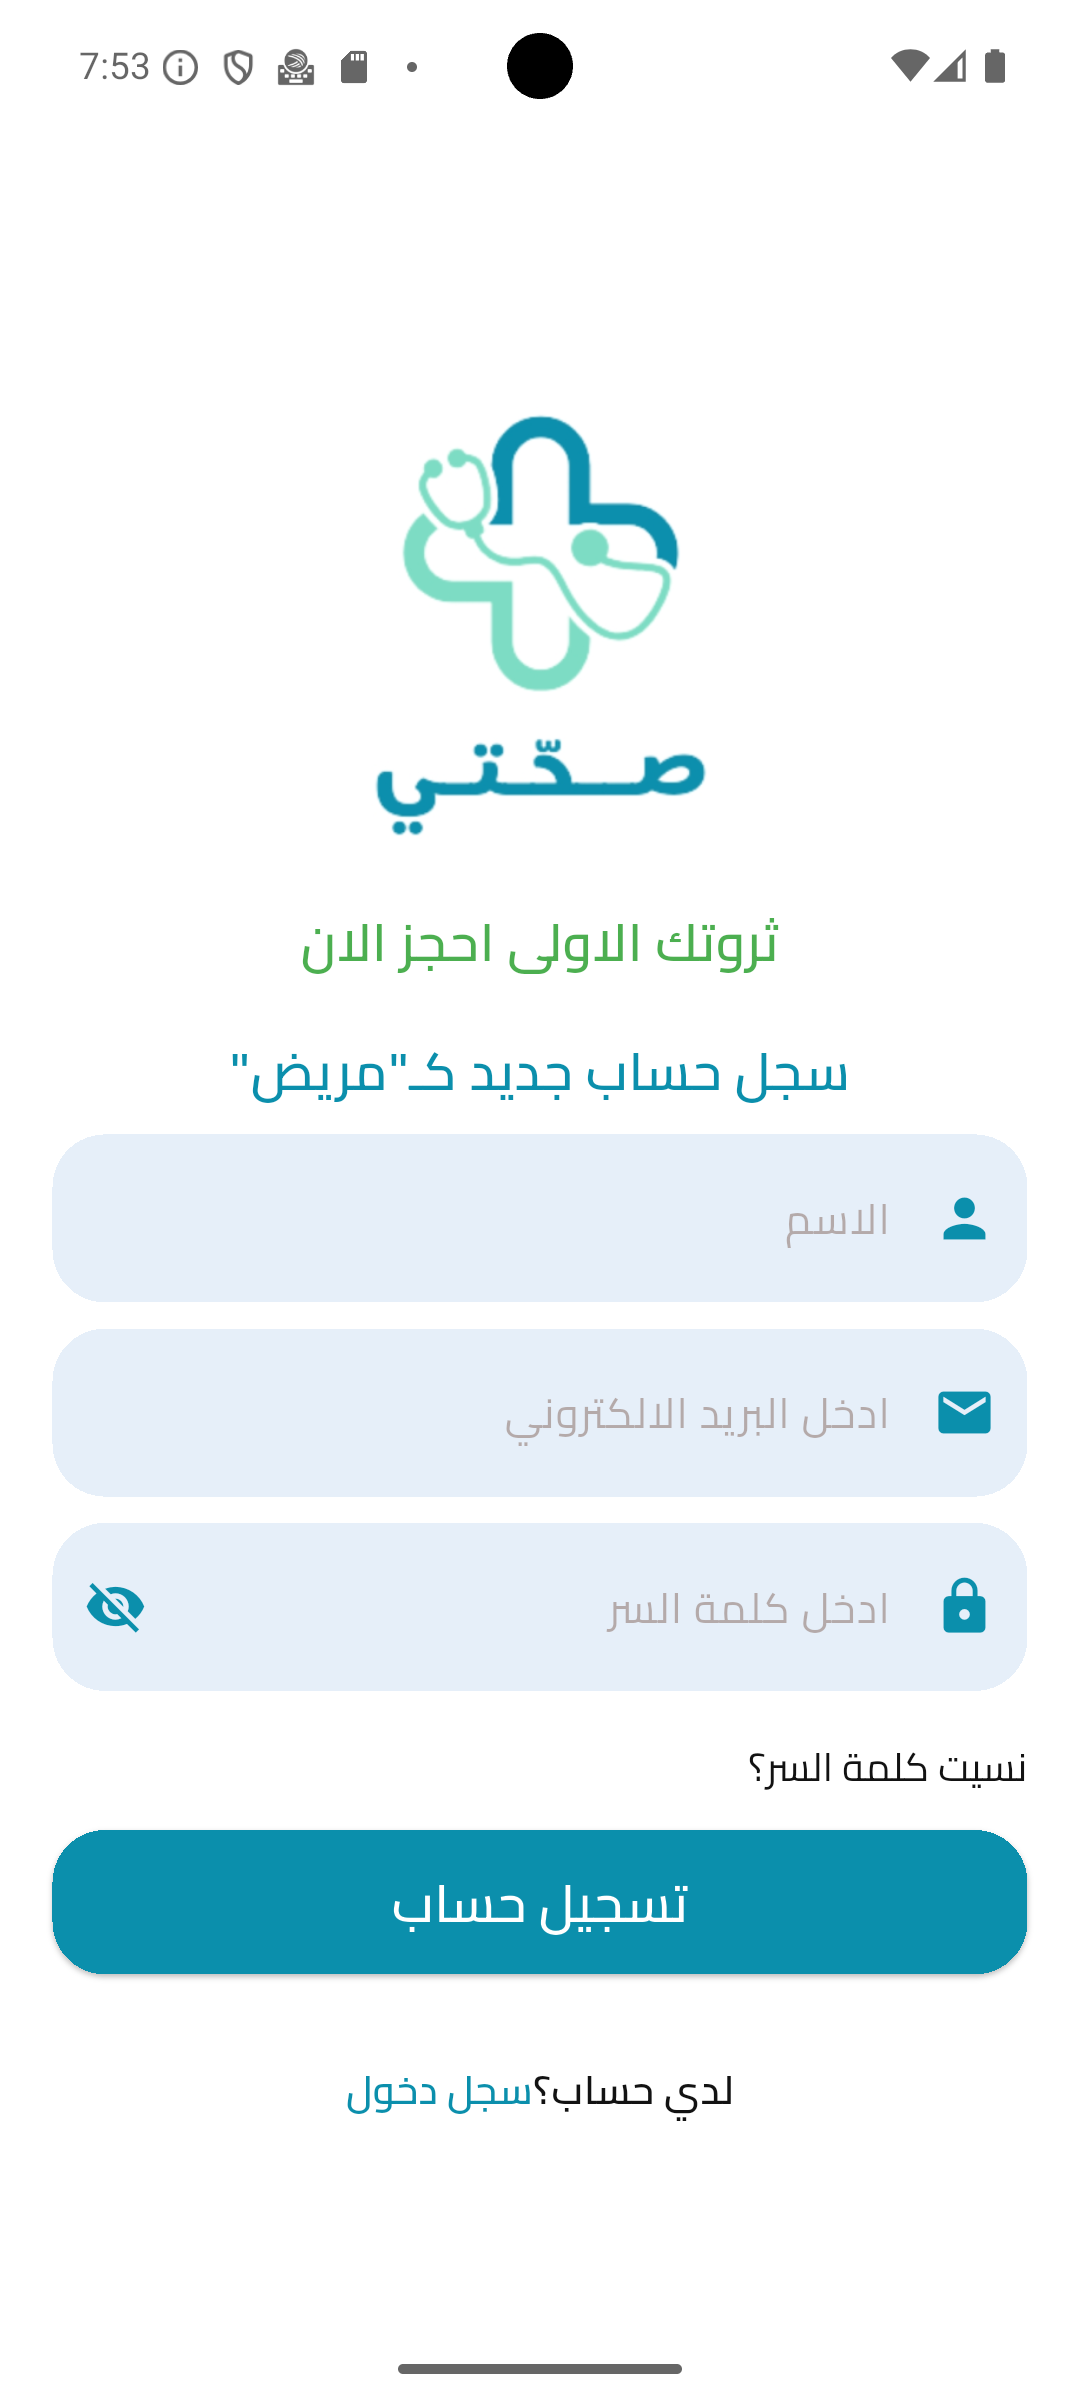 7:53
صحّتي
ثروتك الاولى احجز الان
سجل حساب جديد كـ"مريض"
الاسم
ادخل البريد الالكتروني
ادخل كلمة السر
نسيت كلمة السر؟
تسجيل حساب
لدي حساب؟سجل دخول